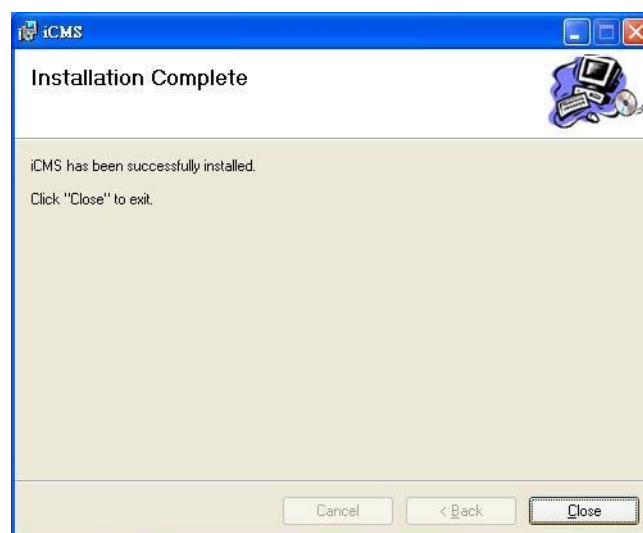 iCMS
Installation Complete
iCMS has been successfully installed.
Click "Close" to exit.
Cancel
< Back
Close